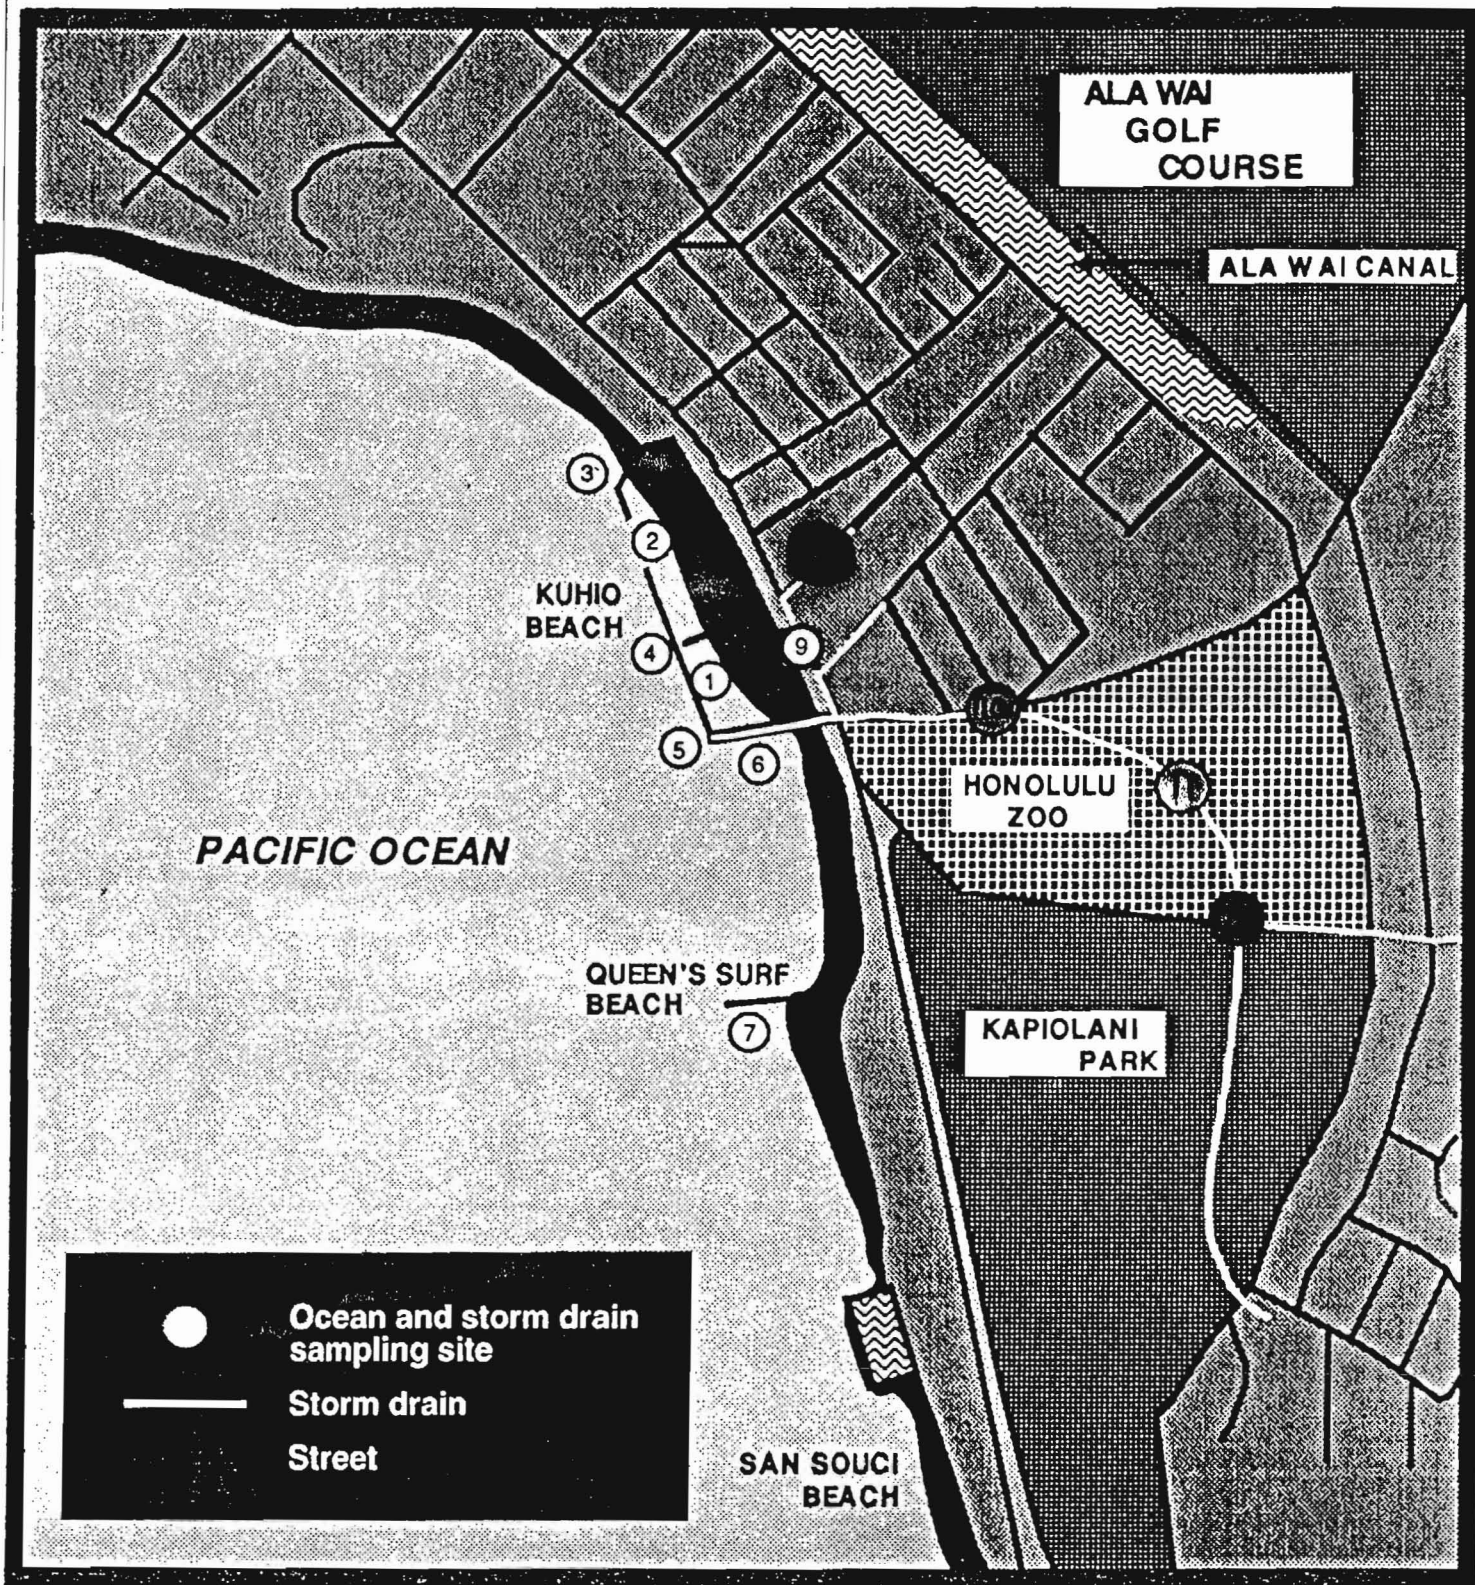 ALA WAI
GOLF
COURSE
ALA WAI CANAL
3
2
KUHIO
BEACH
4
9
1
5
6
10
11
HONOLULU
ZOO
PACIFIC OCEAN
QUEEN'S SURF
BEACH
7
KAPIOLANI
PARK
Ocean and storm drain
sampling site
Storm drain
Street
SAN SOUCI
BEACH